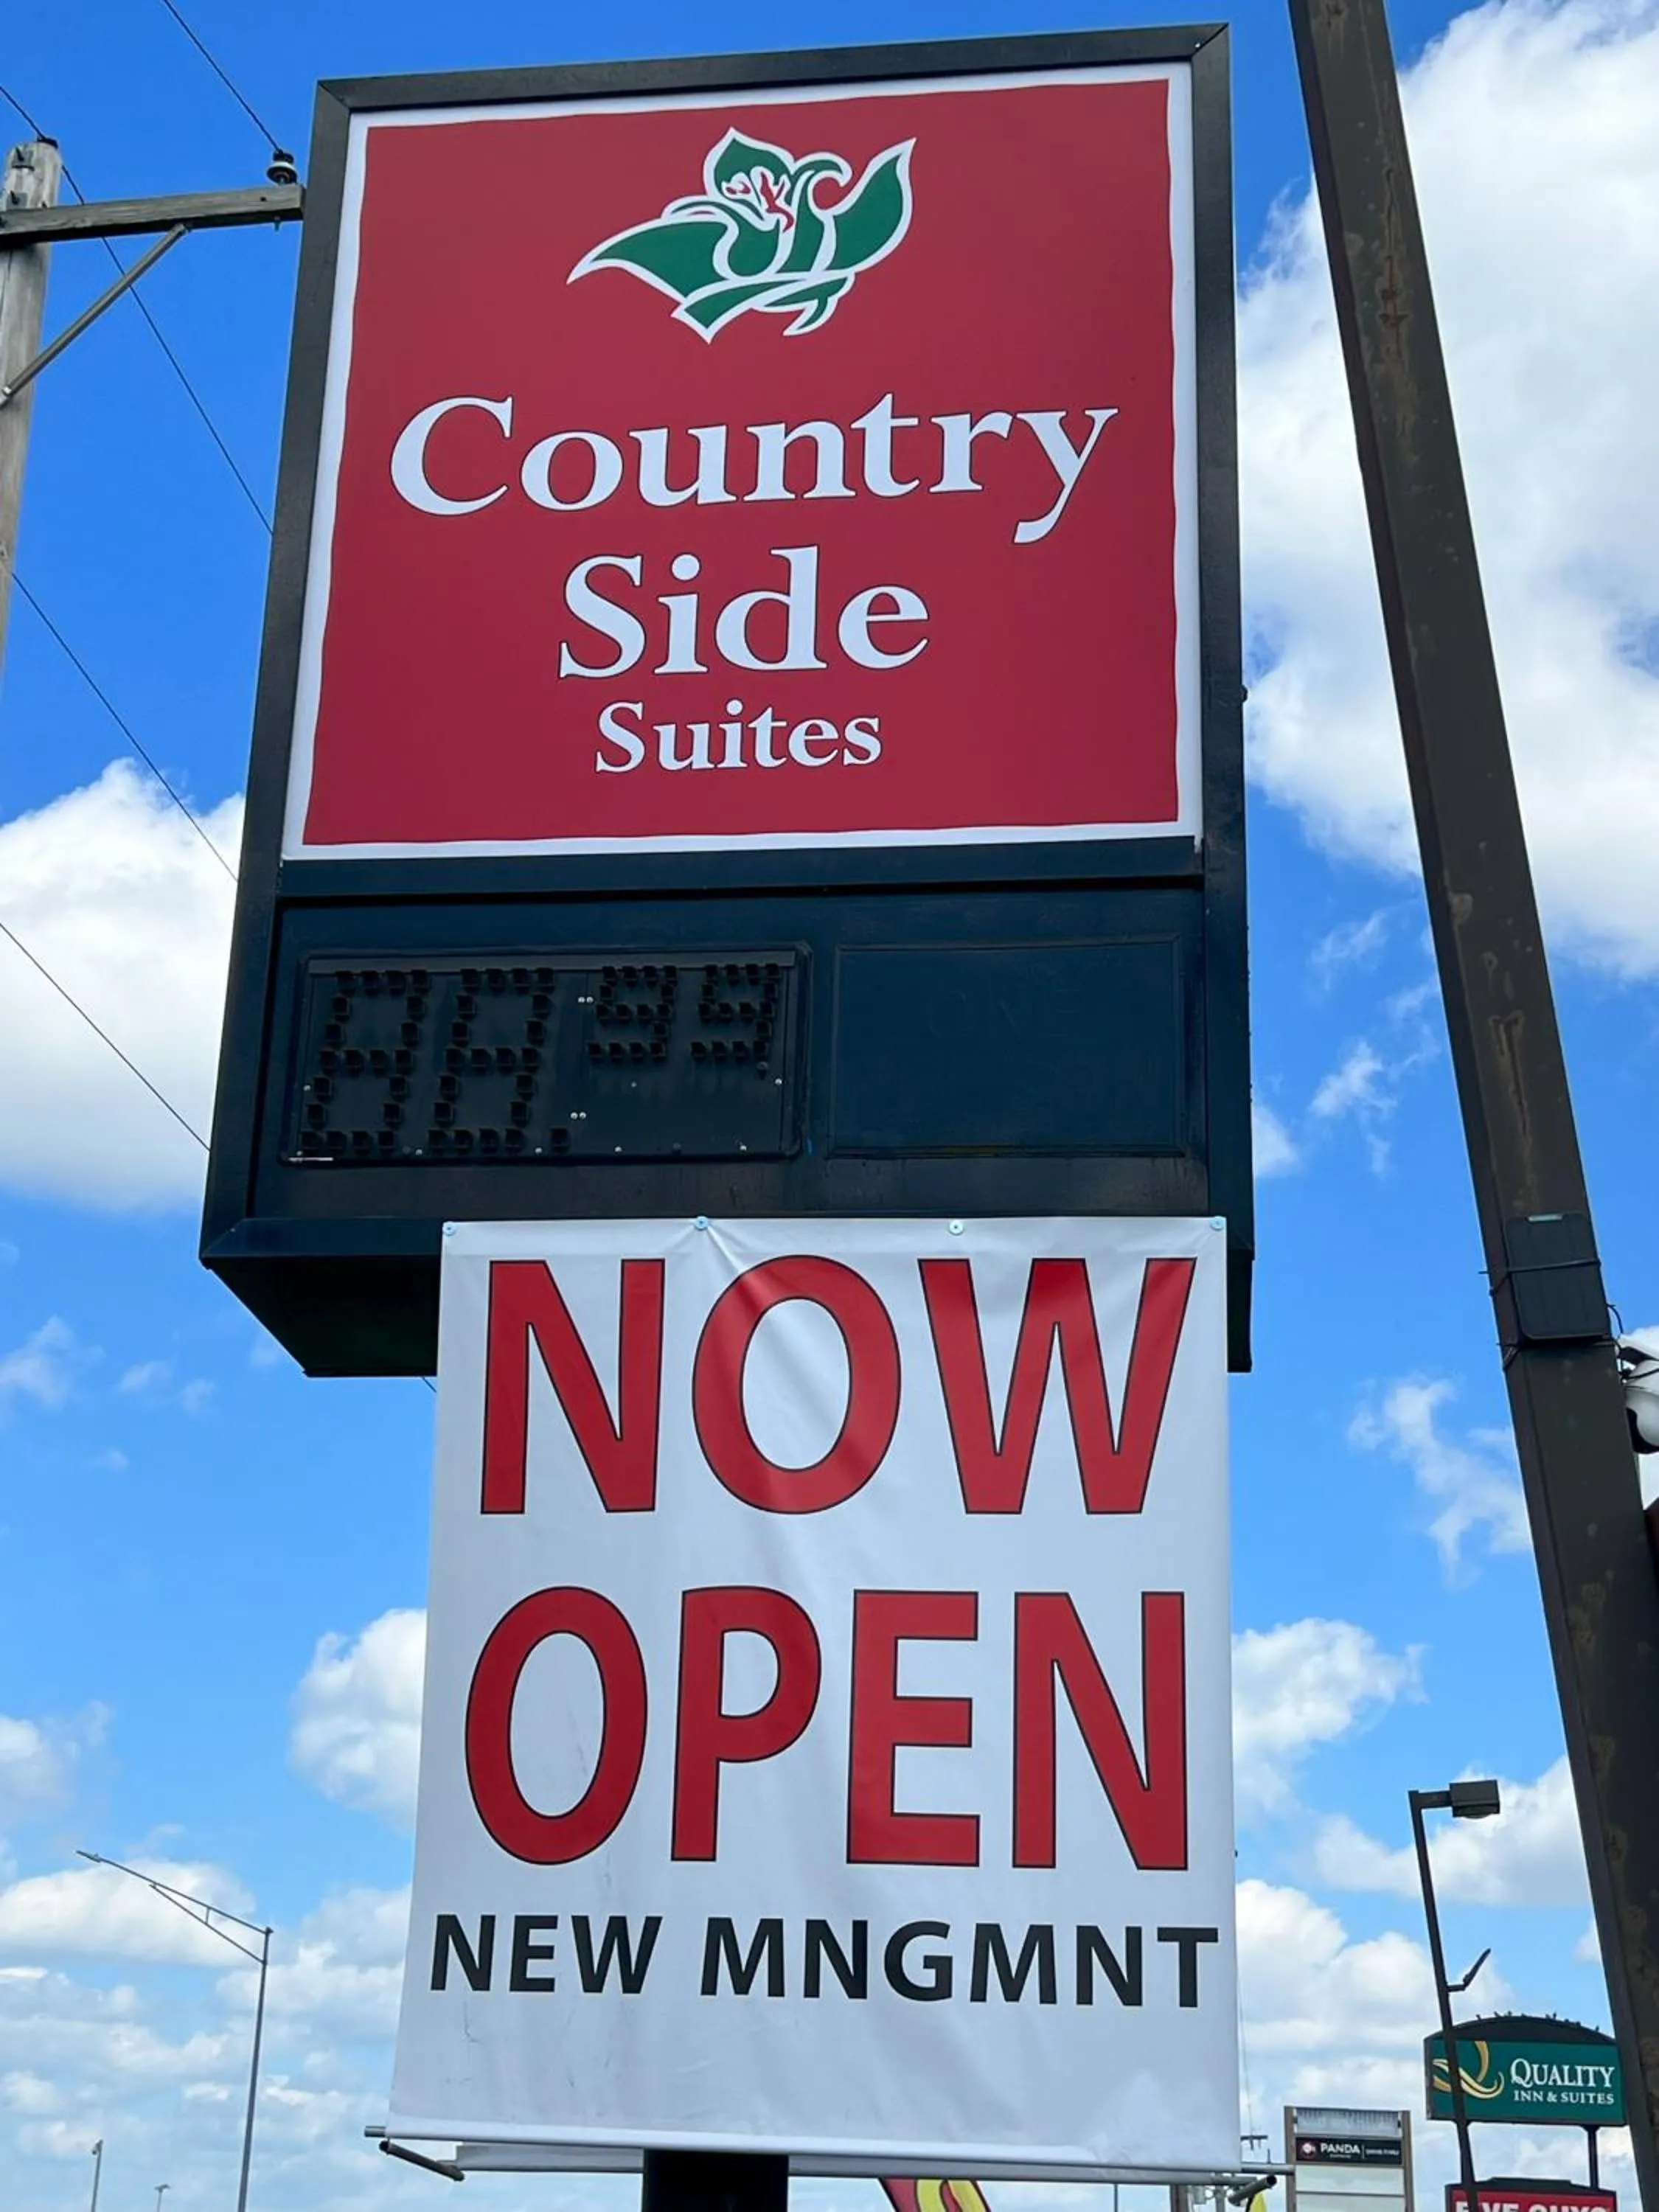 Country
Side
Suites
NOW
OPEN
NEW MNGMNT
QUALITY
INN & SUITES
PANDA